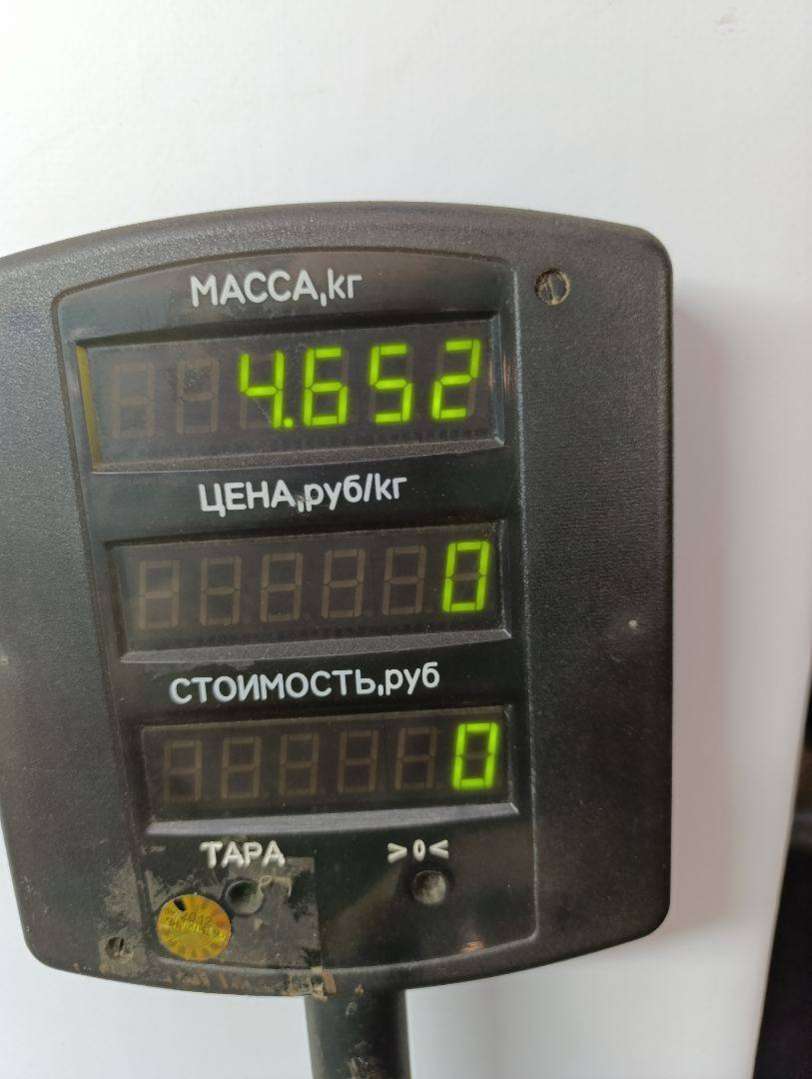 МАССА,кг
4.652
ЦЕНА,руб/кг
0
СТОИМОСТЬ,руб
0
ТАРА >0<